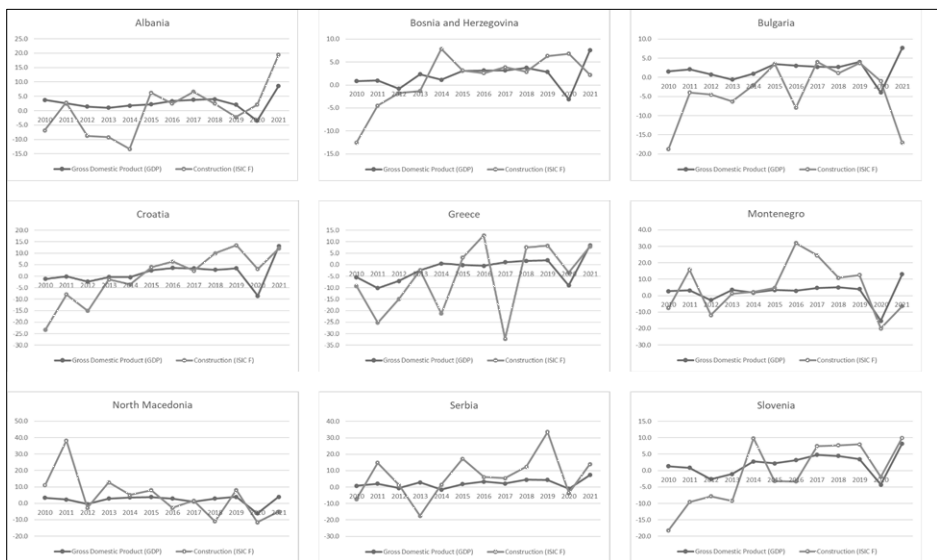 Albania
25.0
20.0
15.0
10.0
5.0
0.0
-5.0
-10.0
-15.0
2010 2011 2012 2013 2014 2015 2016 2017 2018 2019 2020 2021
Gross Domestic Product (GDP) Construction (ISIC F)
Bosnia and Herzegovina
10.0
5.0
0.0
-5.0
-10.0
-15.0
2010 2011 2012 2013 2014 2015 2016 2017 2018 2019 2020 2021
Gross Domestic Product (GDP) Construction (ISIC F)
Bulgaria
10.0
5.0
0.0
-5.0
-10.0
-15.0
-20.0
2010 2011 2012 2013 2014 2015 2016 2017 2018 2019 2020 2021
Gross Domestic Product (GDP) Construction (ISIC F)
Croatia
20.0
15.0
10.0
5.0
0.0
-5.0
-10.0
-15.0
-20.0
-25.0
-30.0
2010 2011 2012 2013 2014 2015 2016 2017 2018 2019 2020 2021
Gross Domestic Product (GDP) Construction (ISIC F)
Greece
15.0
10.0
5.0
0.0
-5.0
-10.0
-15.0
-20.0
-25.0
-30.0
-35.0
2010 2011 2012 2013 2014 2015 2016 2017 2018 2019 2020 2021
Gross Domestic Product (GDP) Construction (ISIC F)
Montenegro
40.0
30.0
20.0
10.0
0.0
-10.0
-20.0
-30.0
2010 2011 2012 2013 2014 2015 2016 2017 2018 2019 2020 2021
Gross Domestic Product (GDP) Construction (ISIC F)
North Macedonia
50.0
40.0
30.0
20.0
10.0
0.0
-10.0
-20.0
2010 2011 2012 2013 2014 2015 2016 2017 2018 2019 2020 2021
Gross Domestic Product (GDP) Construction (ISIC F)
Serbia
40.0
30.0
20.0
10.0
0.0
-10.0
-20.0
-30.0
2010 2011 2012 2013 2014 2015 2016 2017 2018 2019 2020 2021
Gross Domestic Product (GDP) Construction (ISIC F)
Slovenia
15.0
10.0
5.0
0.0
-5.0
-10.0
-15.0
-20.0
2010 2011 2012 2013 2014 2015 2016 2017 2018 2019 2020 2021
Gross Domestic Product (GDP) Construction (ISIC F)